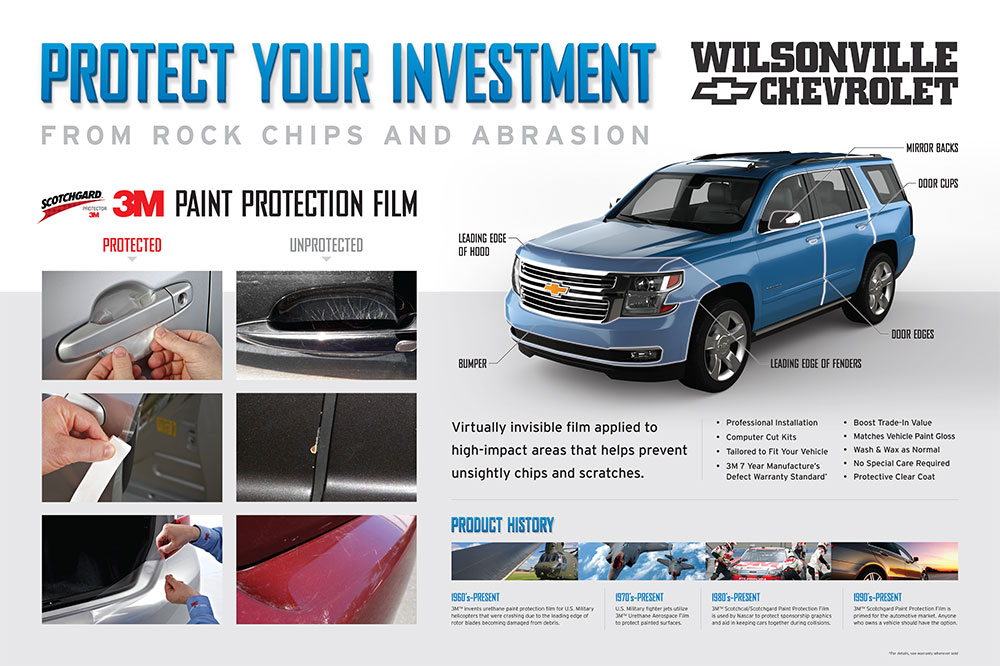 PROTECT YOUR INVESTMENT
FROM ROCK CHIPS AND ABRASION
WILSONVILLE
CHEVROLET
SCOTCHGARD
PROTECTOR
3M
3M PAINT PROTECTION FILM
PROTECTED
UNPROTECTED
MIRROR BACKS
DOOR CUPS
LEADING EDGE
OF HOOD
DOOR EDGES
BUMPER
LEADING EDGE OF FENDERS
Virtually invisible film applied to
high-impact areas that helps prevent
unsightly chips and scratches.
• Professional Installation
• Computer Cut Kits
• Tailored to Fit Your Vehicle
• 3M 7 Year Manufacture's
Defect Warranty Standard*
• Boost Trade-In Value
• Matches Vehicle Paint Gloss
• Wash & Wax as Normal
• No Special Care Required
• Protective Clear Coat
PRODUCT HISTORY
1960's-PRESENT
3M™ invents urethane paint protection film for U.S. Military
helicopters that were crashing due to the leading edge of
rotor blades becoming damaged from debris.
1970's-PRESENT
U.S. Military fighter jets utilize
3M™ Urethane Aerospace Film
to protect painted surfaces.
1980's-PRESENT
3M™ Scotchcal/Scotchgard Paint Protection Film
is used by Nascar to protect sponsorship graphics
and aid in keeping cars together during collisions.
1990's-PRESENT
3M™ Scotchgard Paint Protection Film is
primed for the automotive market. Anyone
who owns a vehicle should have the option.
*For details, see warranty whenever sold